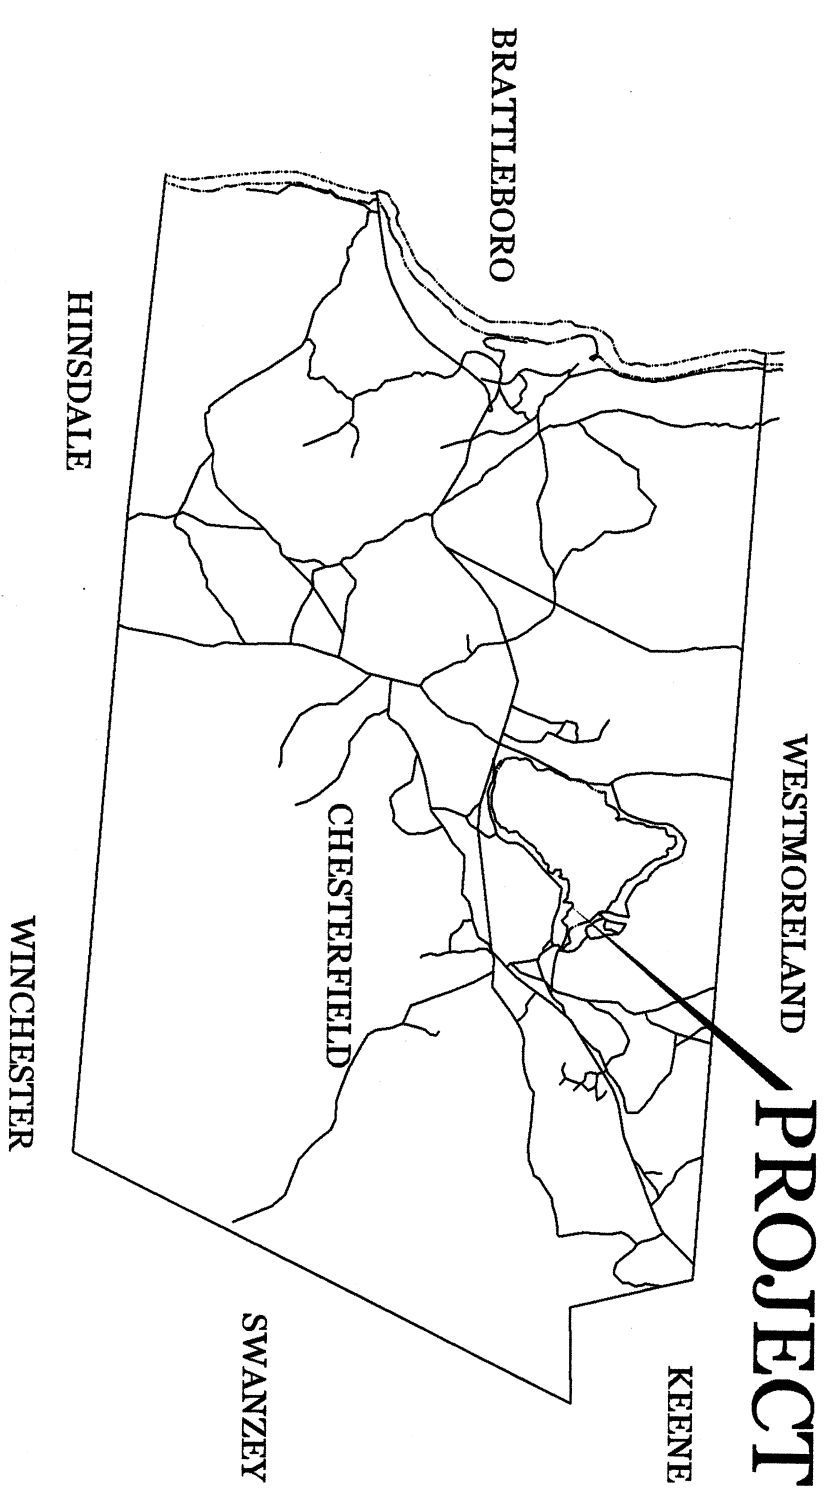 PROJECT
WESTMORELAND
KEENE
BRATTLEBORO
CHESTERFIELD
SWANZEY
HINSDALE
WINCHESTER